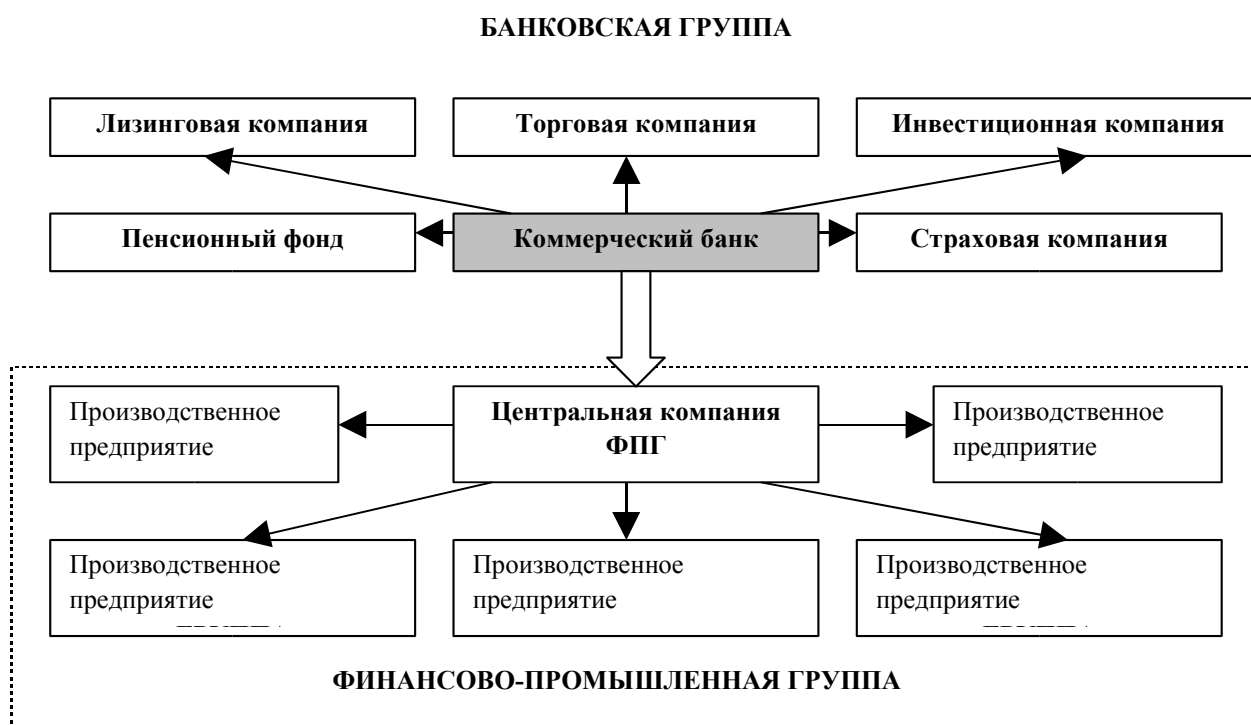 БАНКОВСКАЯ ГРУППА
Лизинговая компания
Торговая компания
Инвестиционная компания
Пенсионный фонд
Коммерческий банк
Страховая компания
Производственное
предприятие
Центральная компания
ФПГ
Производственное
предприятие
Производственное
предприятие
Производственное
предприятие
Производственное
предприятие
ФИНАНСОВО-ПРОМЫШЛЕННАЯ ГРУППА